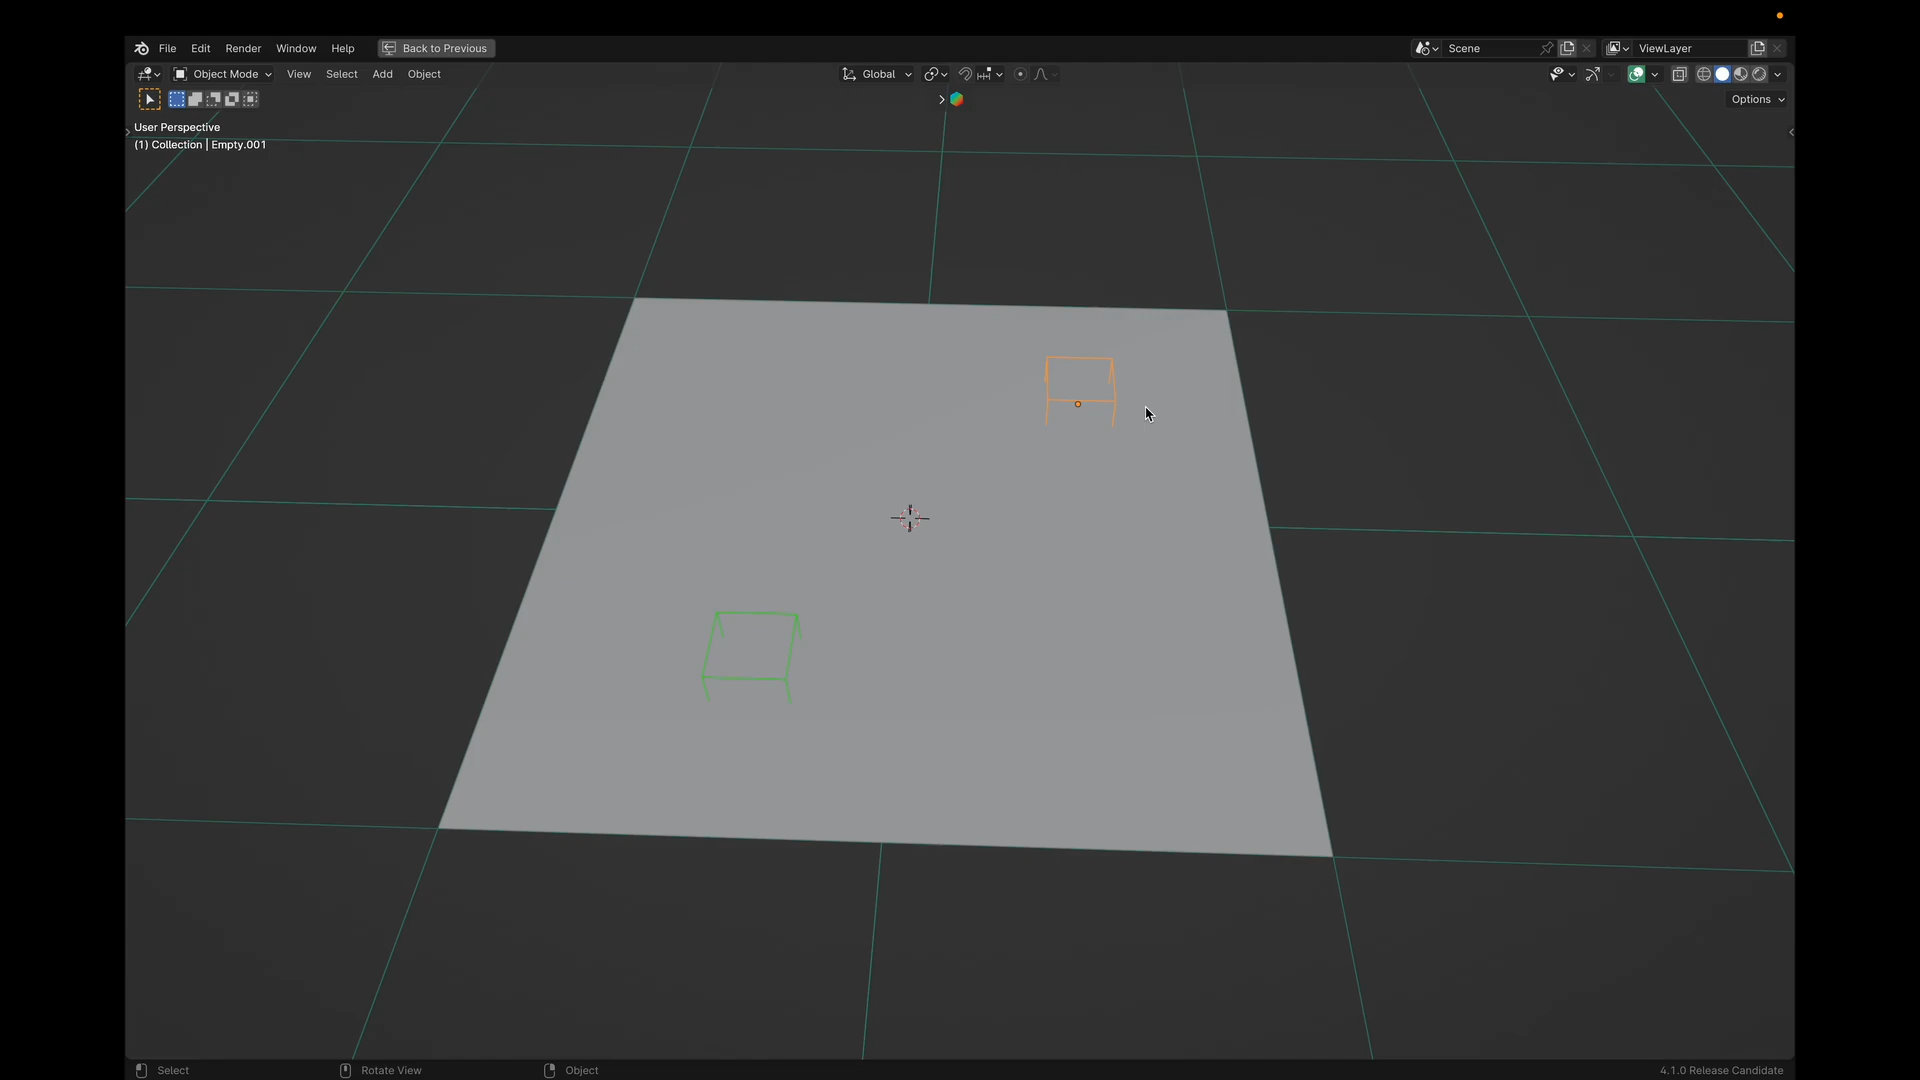 File Edit Render Window Help Back to Previous Scene ViewLayer
Object Mode View Select Add Object Global
Options
User Perspective
(1) Collection | Empty.001
Select Rotate View Object 4.1.0 Release Candidate